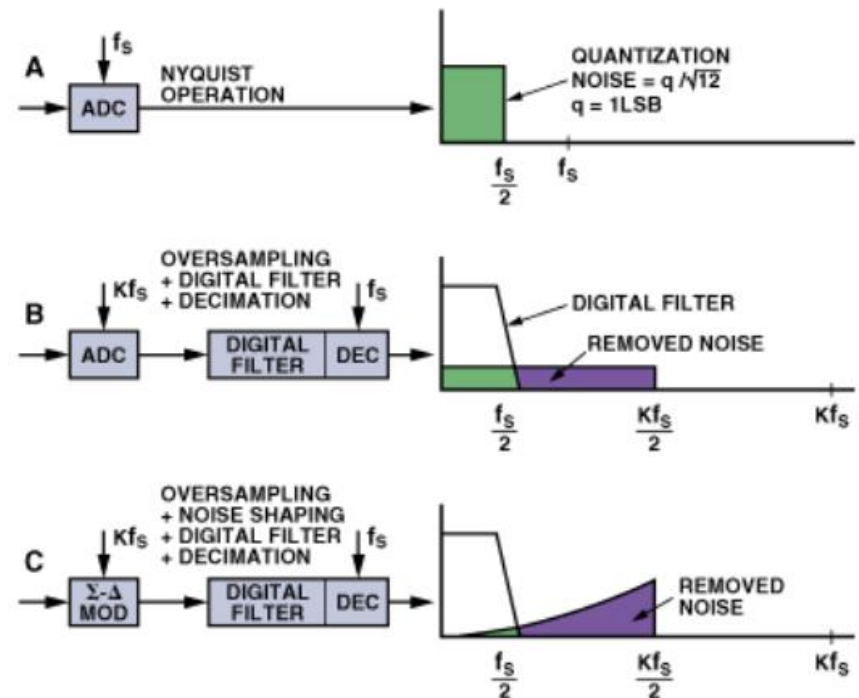 A
fS
ADC
NYQUIST
OPERATION
QUANTIZATION
NOISE = q /√12
q = 1LSB
fS
2
fS
B
KfS
OVERSAMPLING
+ DIGITAL FILTER
+ DECIMATION
fS
ADC
DIGITAL
FILTER
DEC
DIGITAL FILTER
REMOVED NOISE
fS
2
KfS
2
KfS
C
KfS
OVERSAMPLING
+ NOISE SHAPING
+ DIGITAL FILTER
+ DECIMATION
fS
Σ-Δ
MOD
DIGITAL
FILTER
DEC
REMOVED
NOISE
fS
2
KfS
2
KfS